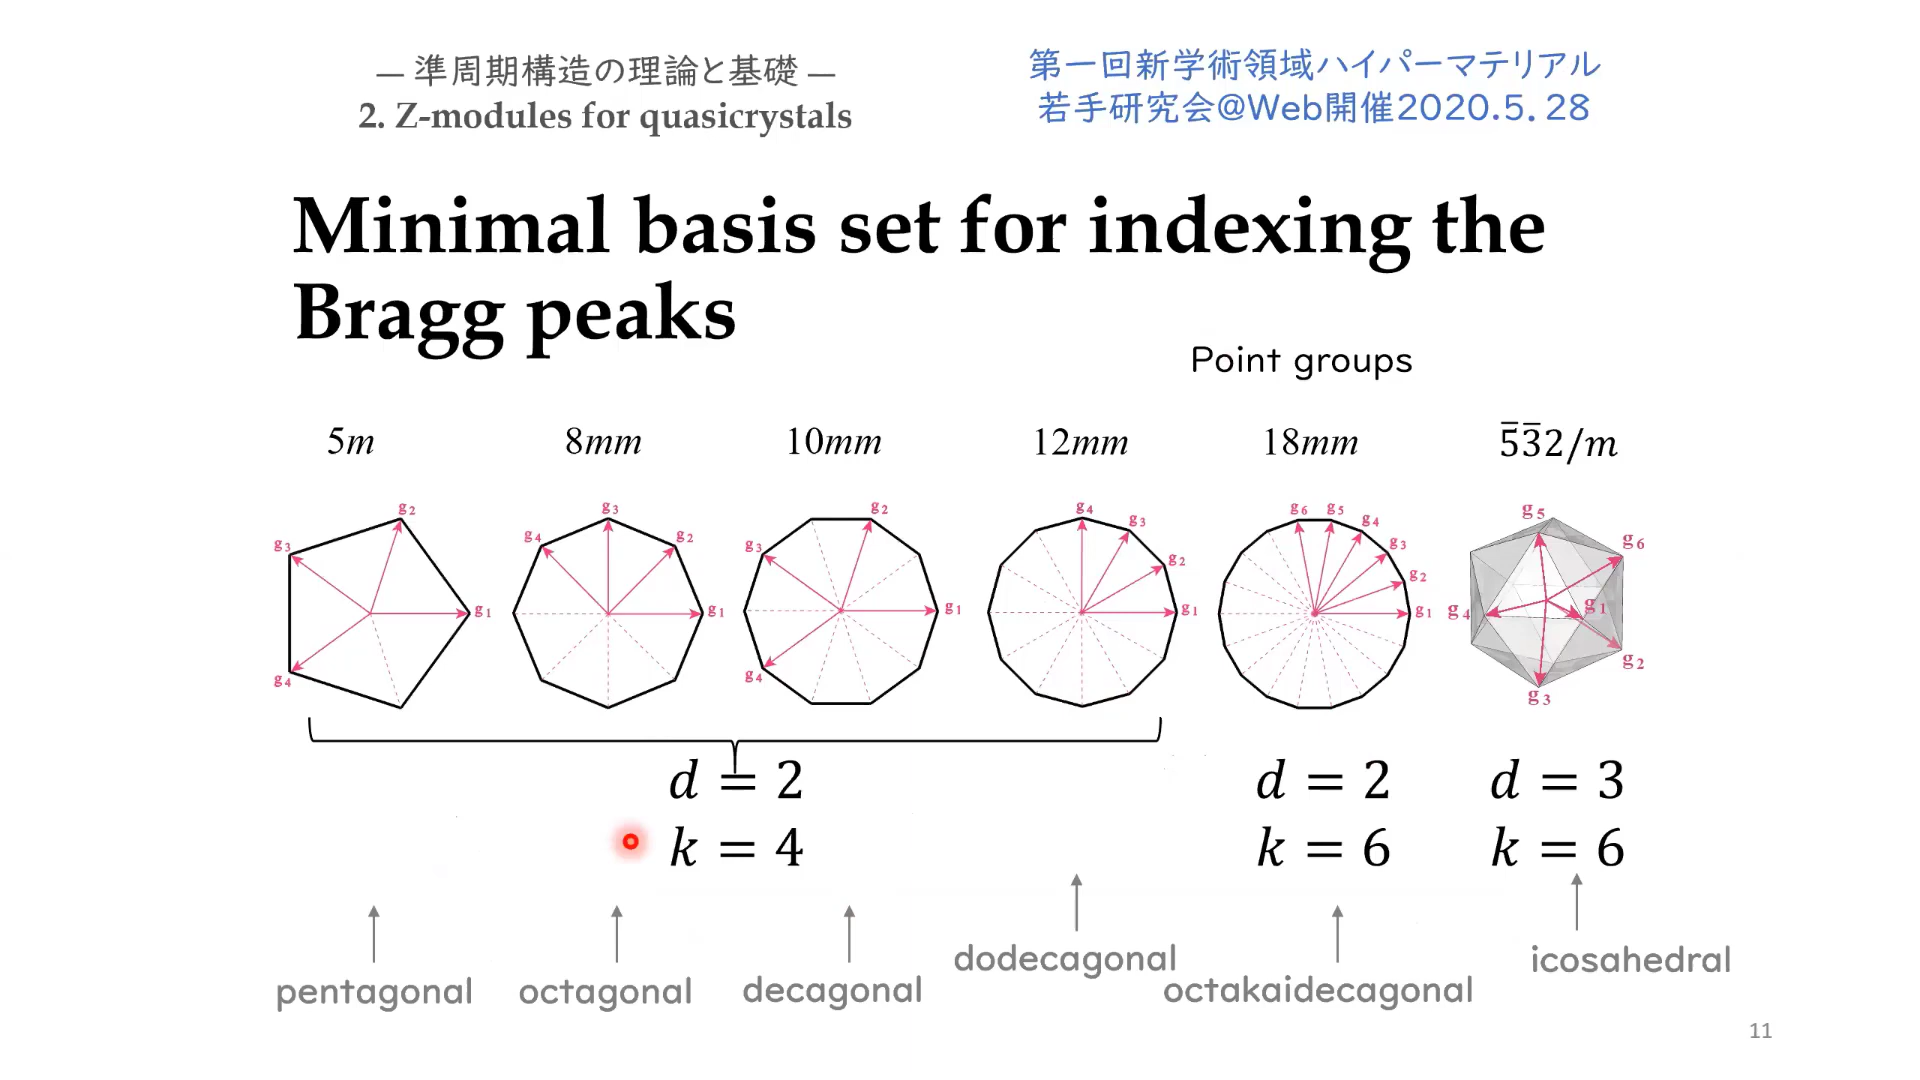 — 準周期構造の理論と基礎 —
2. Z-modules for quasicrystals
第一回新学術領域ハイパーマテリアル
若手研究会@Web開催2020.5.28
Minimal basis set for indexing the
Bragg peaks
Point groups
5m
8mm
10mm
12mm
18mm
5̅3̅2/m
g1
g2
g3
g4
g1
g2
g3
g4
g1
g2
g3
g4
g1
g2
g3
g4
g1
g2
g3
g4
g5
g6
g1
g2
g3
g4
g5
g6
d = 2
k = 4
d = 2
k = 6
d = 3
k = 6
pentagonal
octagonal
decagonal
dodecagonal
octakaidecagonal
icosahedral
11